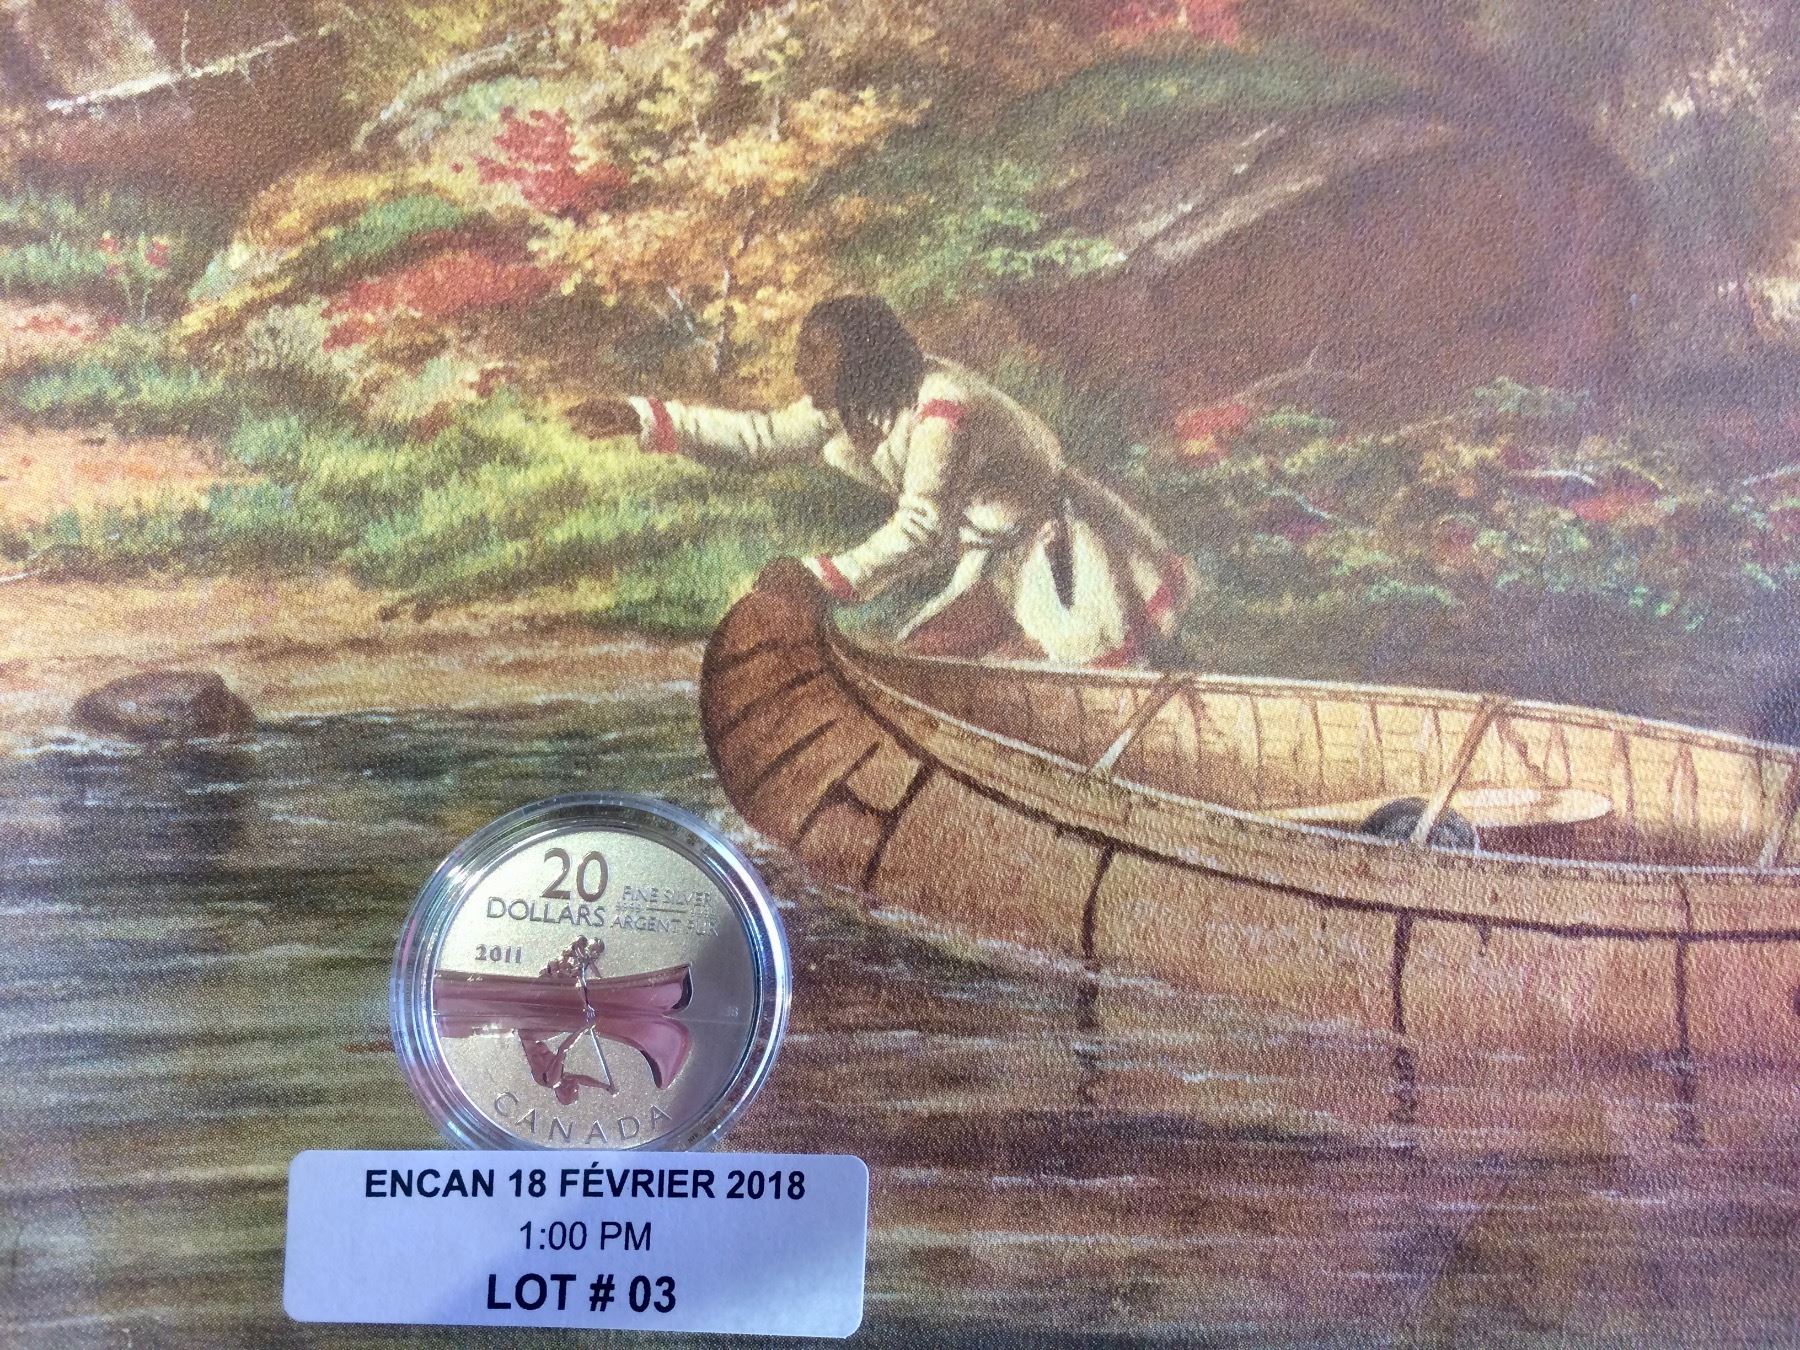 20
DOLLARS
FINE SILVER
ARGENT PUR
2011
CANADA
ENCAN 18 FÉVRIER 2018
1:00 PM
LOT # 03